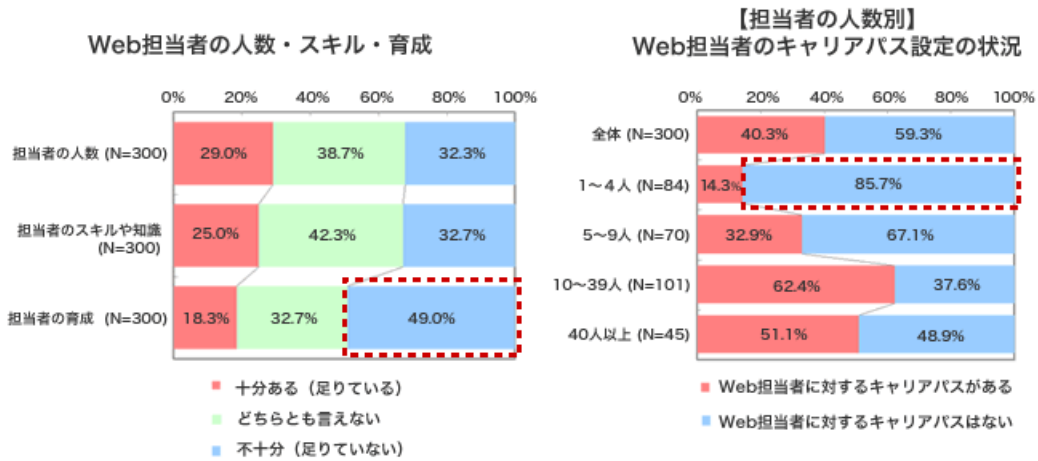 Web担当者の人数・スキル・育成
0% 20% 40% 60% 80% 100%
担当者の人数 (N=300) 29.0% 38.7% 32.3%
担当者のスキルや知識
(N=300) 25.0% 42.3% 32.7%
担当者の育成 (N=300) 18.3% 32.7% 49.0%
十分ある（足りている）
どちらとも言えない
不十分（足りていない）
【担当者の人数別】
Web担当者のキャリアパス設定の状況
0% 20% 40% 60% 80% 100%
全体 (N=300) 40.3% 59.3%
1〜4人 (N=84) 14.3% 85.7%
5〜9人 (N=70) 32.9% 67.1%
10〜39人 (N=101) 62.4% 37.6%
40人以上 (N=45) 51.1% 48.9%
Web担当者に対するキャリアパスがある
Web担当者に対するキャリアパスはない